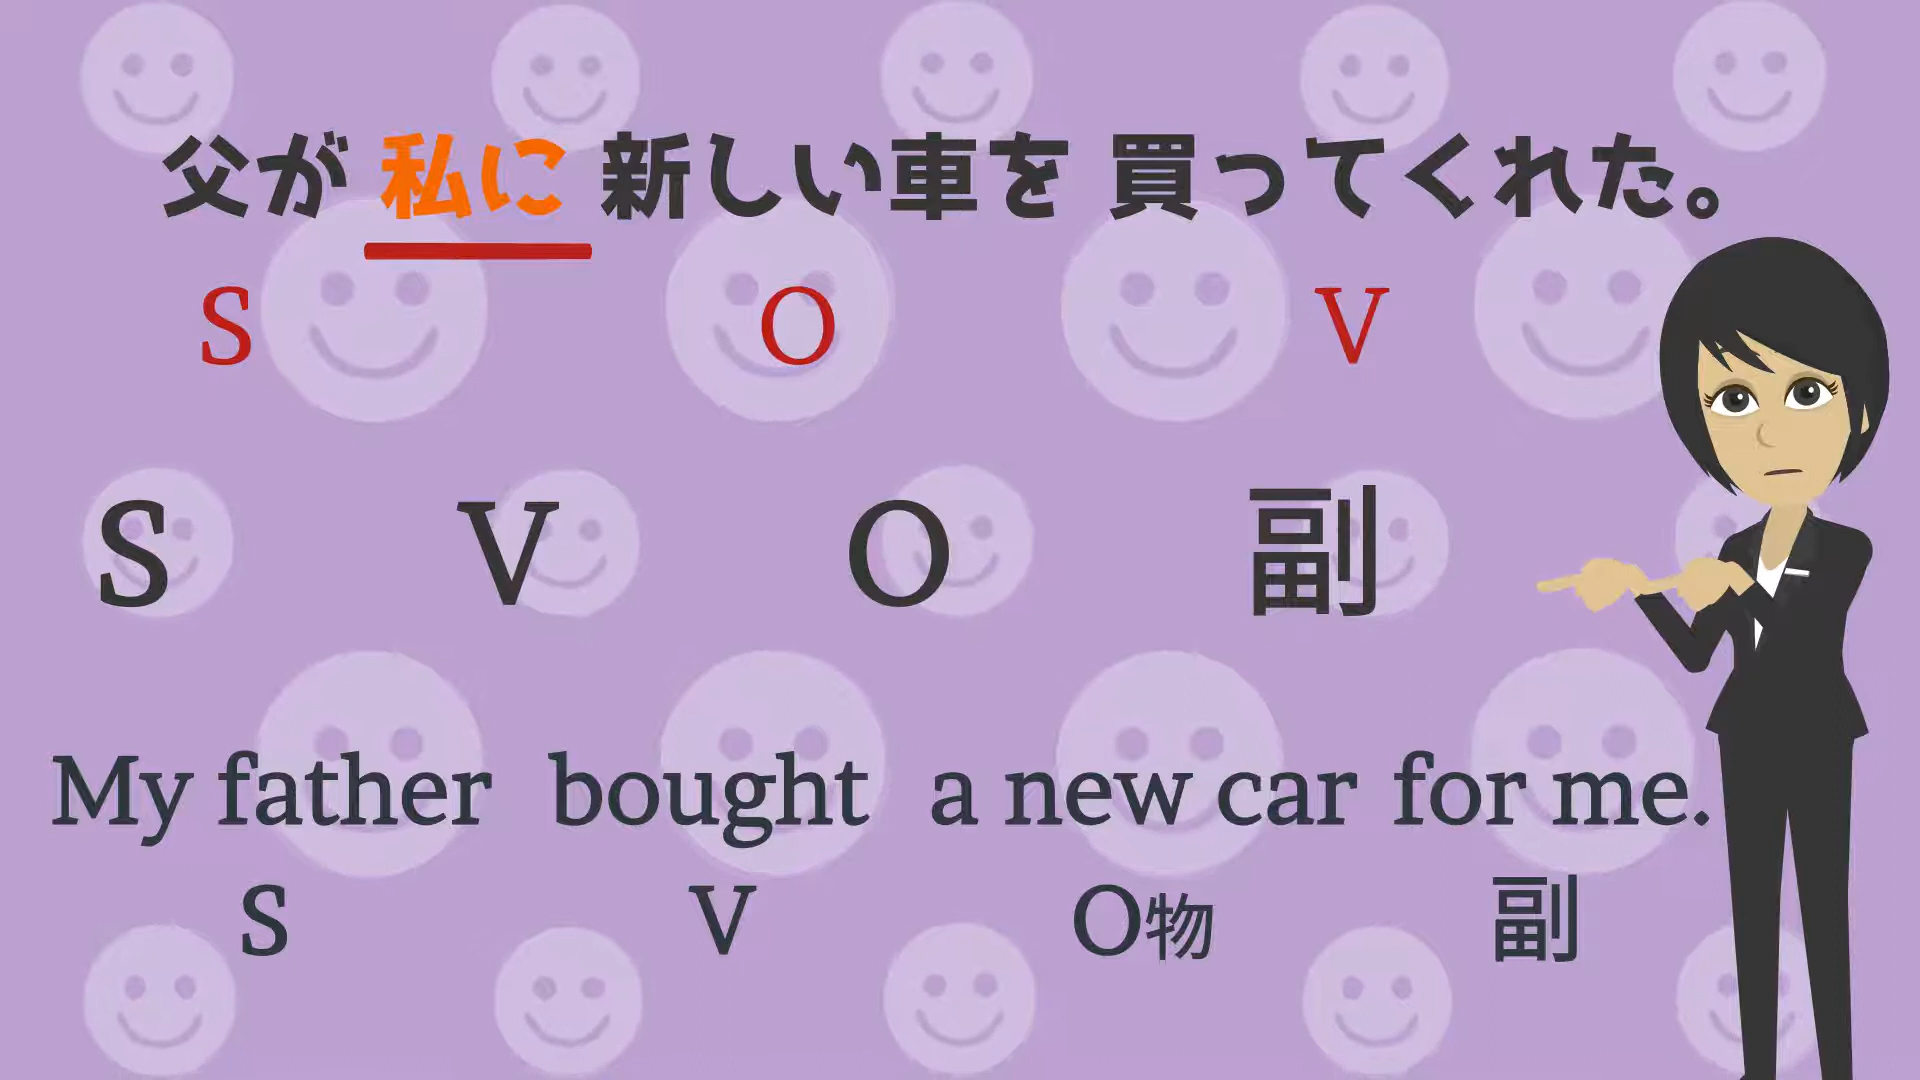 父が 私に 新しい車を 買ってくれた。
S O V
S V O 副
My father bought a new car for me.
S V O物 副